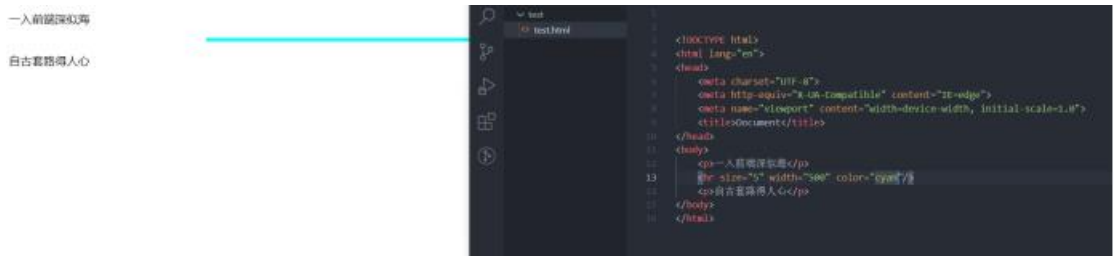 一入前端深似海
自古套路得人心
test
test.html
<!DOCTYPE html>
<html lang="en">
<head>
<meta charset="UTF-8">
<meta http-equiv="X-UA-Compatible" content="IE=edge">
<meta name="viewport" content="width=device-width, initial-scale=1.0">
<title>Document</title>
</head>
<body>
<p>一入前端深似海</p>
13 <hr size="5" width="500" color="cyan"/>
<p>自古套路得人心</p>
</body>
</html>